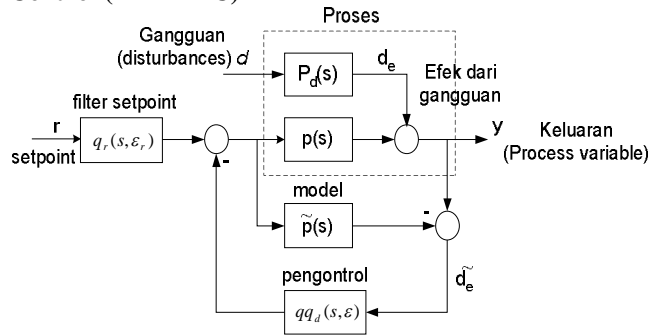 Proses
Gangguan
(disturbances) d
P_d(s)
d_e
Efek dari
gangguan
filter setpoint
r
setpoint
q_r(s,ε_r)
-
p(s)
y
Keluaran
(Process variable)
model
p̃(s)
-
d̃_e
pengontrol
qq_d(s,ε)